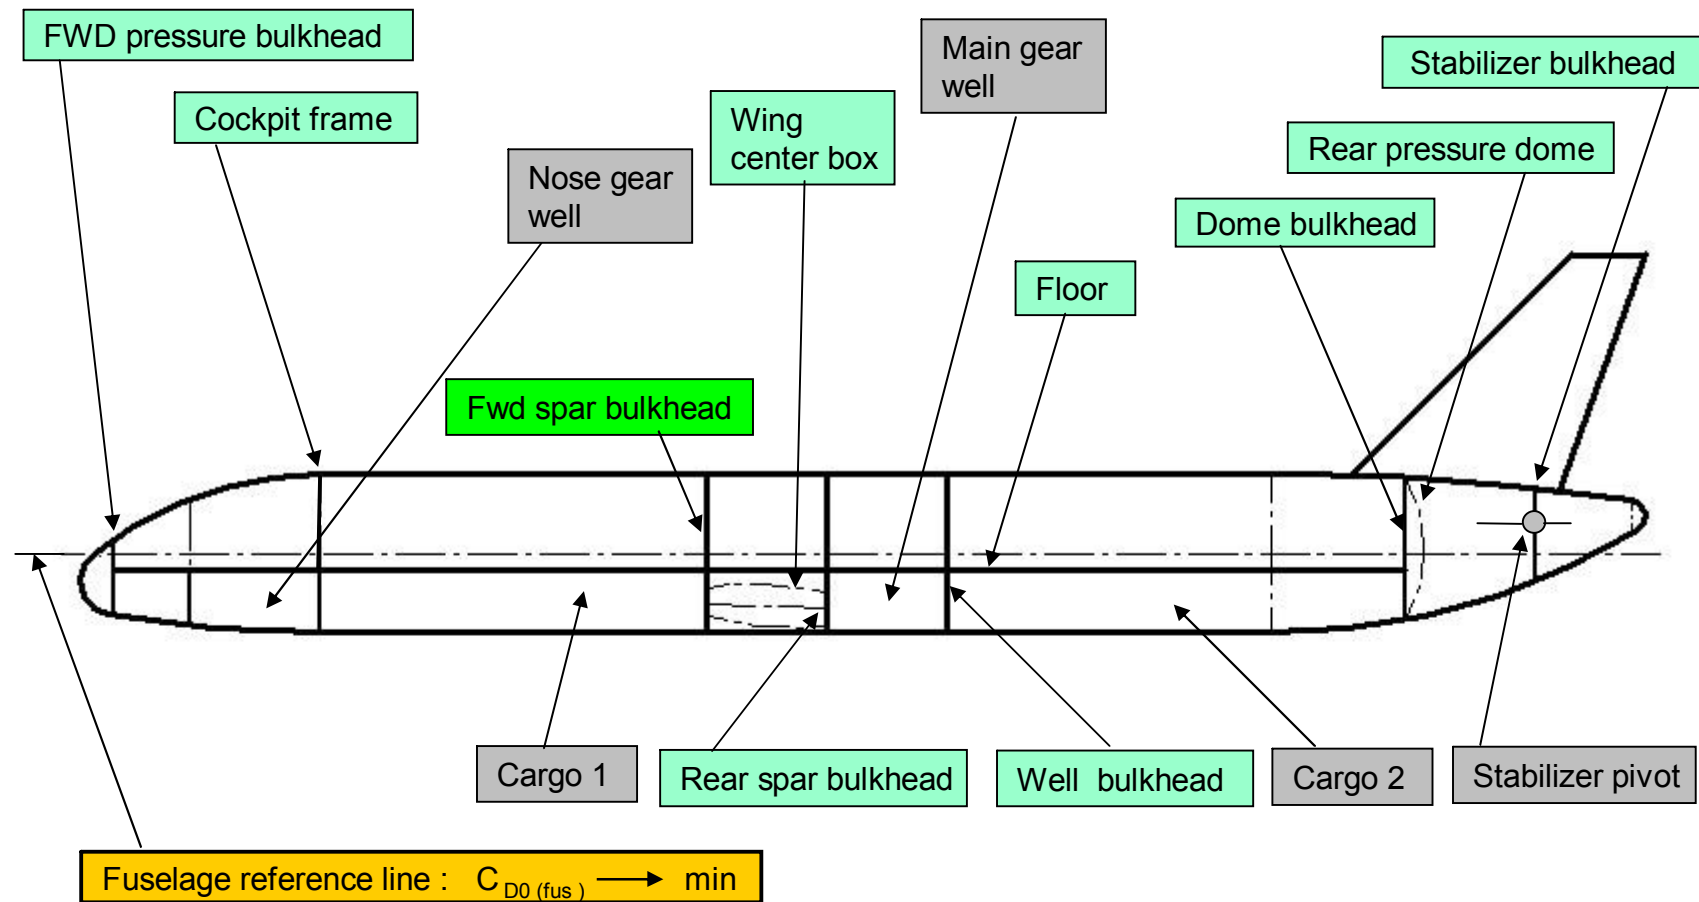 FWD pressure bulkhead
Cockpit frame
Nose gear
well
Wing
center box
Main gear
well
Stabilizer bulkhead
Rear pressure dome
Dome bulkhead
Floor
Fwd spar bulkhead
Cargo 1
Rear spar bulkhead
Well bulkhead
Cargo 2
Stabilizer pivot
Fuselage reference line : C D0 (fus ) → min